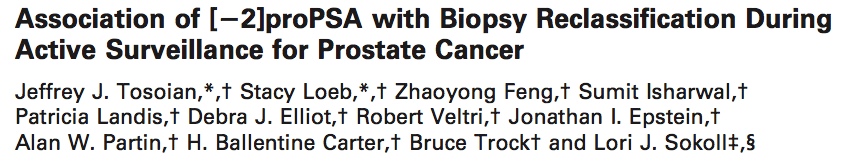 Association of [−2]proPSA with Biopsy Reclassification During
Active Surveillance for Prostate Cancer
Jeffrey J. Tosoian,*,† Stacy Loeb,*,† Zhaoyong Feng,† Sumit Isharwal,†
Patricia Landis,† Debra J. Elliot,† Robert Veltri,† Jonathan I. Epstein,†
Alan W. Partin,† H. Ballentine Carter,† Bruce Trock† and Lori J. Sokoll‡,§